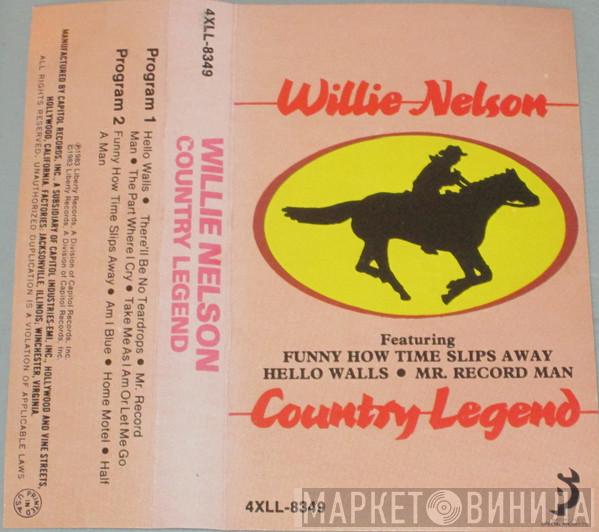 4XLL-8349
Program 1 Hello Walls • There'll Be No Teardrops • Mr. Record
Man • The Part Where I Cry • Take Me As I Am Or Let Me Go
Program 2 Funny How Time Slips Away • Am I Blue • Home Motel • Half
A Man
℗1983 Liberty Records, A Division of Capitol Records, Inc.
©1983 Liberty Records, A Division of Capitol Records, Inc.
MANUFACTURED BY CAPITOL RECORDS, INC., A SUBSIDIARY OF CAPITOL INDUSTRIES-EMI, INC., HOLLYWOOD AND VINE STREETS,
HOLLYWOOD, CALIFORNIA. FACTORIES: JACKSONVILLE, ILLINOIS; WINCHESTER, VIRGINIA.
ALL RIGHTS RESERVED. UNAUTHORIZED DUPLICATION IS A VIOLATION OF APPLICABLE LAWS
PRINTED IN U.S.A.
WILLIE NELSON
COUNTRY LEGEND
Willie Nelson
Featuring
FUNNY HOW TIME SLIPS AWAY
HELLO WALLS • MR. RECORD MAN
Country Legend
4XLL-8349
МАРКЕТ ВИНИЛА